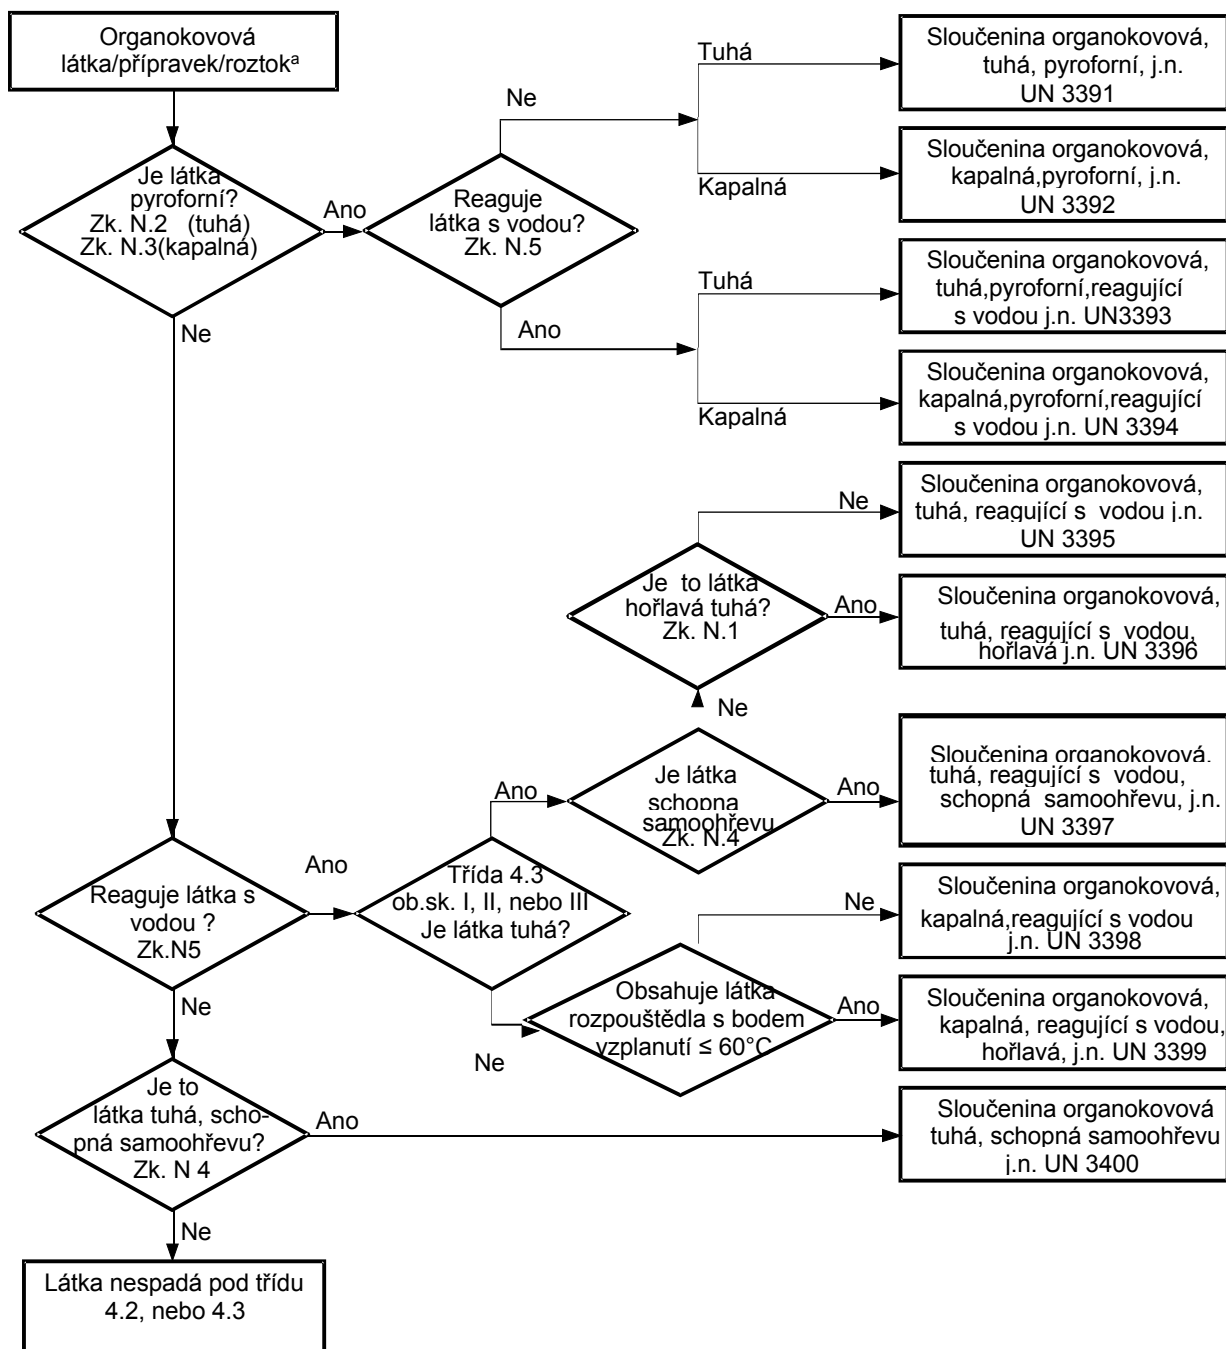 Organokovová
látka/přípravek/roztokᵃ
Je látka
pyroforní?
Zk. N.2 (tuhá)
Zk. N.3(kapalná)
Ano
Ne
Reaguje
látka s vodou?
Zk. N.5
Ne
Ano
Tuhá
Kapalná
Tuhá
Kapalná
Sloučenina organokovová,
tuhá, pyroforní, j.n.
UN 3391
Sloučenina organokovová,
kapalná,pyroforní, j.n.
UN 3392
Sloučenina organokovová,
tuhá,pyroforní,reagující
s vodou j.n. UN3393
Sloučenina organokovová,
kapalná,pyroforní,reagující
s vodou j.n. UN 3394
Sloučenina organokovová,
tuhá, reagující s vodou j.n.
UN 3395
Ne
Je to látka
hořlavá tuhá?
Zk. N.1
Ano
Sloučenina organokovová,
tuhá, reagující s vodou,
hořlavá j.n. UN 3396
Ne
Je látka
schopna
samoohřevu
Zk. N.4
Ano
Ano
Sloučenina organokovová,
tuhá, reagující s vodou,
schopná samoohřevu, j.n.
UN 3397
Reaguje látka s
vodou ?
Zk.N5
Ano
Ne
Třída 4.3
ob.sk. I, II, nebo III
Je látka tuhá?
Ne
Obsahuje látka
rozpouštědla s bodem
vzplanutí ≤ 60°C
Ne
Ano
Sloučenina organokovová,
kapalná,reagující s vodou
j.n. UN 3398
Sloučenina organokovová,
kapalná, reagující s vodou,
hořlavá, j.n. UN 3399
Je to
látka tuhá, scho-
pná samoohřevu?
Zk. N 4
Ano
Sloučenina organokovová
tuhá, schopná samoohřevu
j.n. UN 3400
Ne
Látka nespadá pod třídu
4.2, nebo 4.3